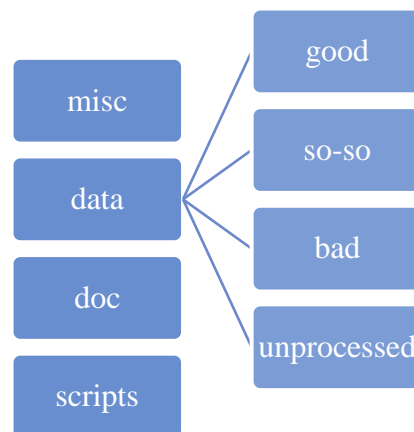 misc
data
doc
scripts
good
so-so
bad
unprocessed